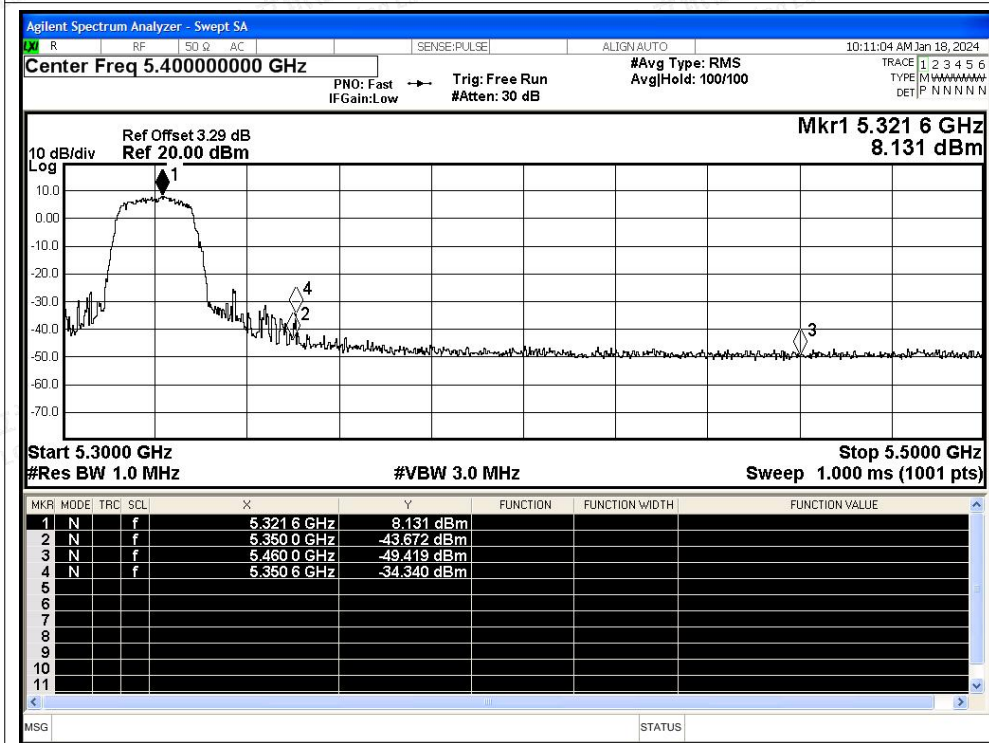 Agilent Spectrum Analyzer - Swept SA
LXI R RF 50 Ω AC SENSE:PULSE ALIGN AUTO 10:11:04 AM Jan 18, 2024
Center Freq 5.400000000 GHz
PNO: Fast
IFGain:Low
Trig: Free Run
#Atten: 30 dB
#Avg Type: RMS
Avg|Hold: 100/100
TRACE 1 2 3 4 5 6
TYPE M W W W W W
DET P N N N N N
Mkr1 5.321 6 GHz
8.131 dBm
Ref Offset 3.29 dB
10 dB/div Ref 20.00 dBm
Log
10.0
0.00
-10.0
-20.0
-30.0
-40.0
-50.0
-60.0
-70.0
1
4
2
3
Start 5.3000 GHz Stop 5.5000 GHz
#Res BW 1.0 MHz #VBW 3.0 MHz Sweep 1.000 ms (1001 pts)
MKR MODE TRC SCL X Y FUNCTION FUNCTION WIDTH FUNCTION VALUE
1 N f 5.321 6 GHz 8.131 dBm
2 N f 5.350 0 GHz -43.672 dBm
3 N f 5.460 0 GHz -49.419 dBm
4 N f 5.350 6 GHz -34.340 dBm
5
6
7
8
9
10
11
MSG STATUS